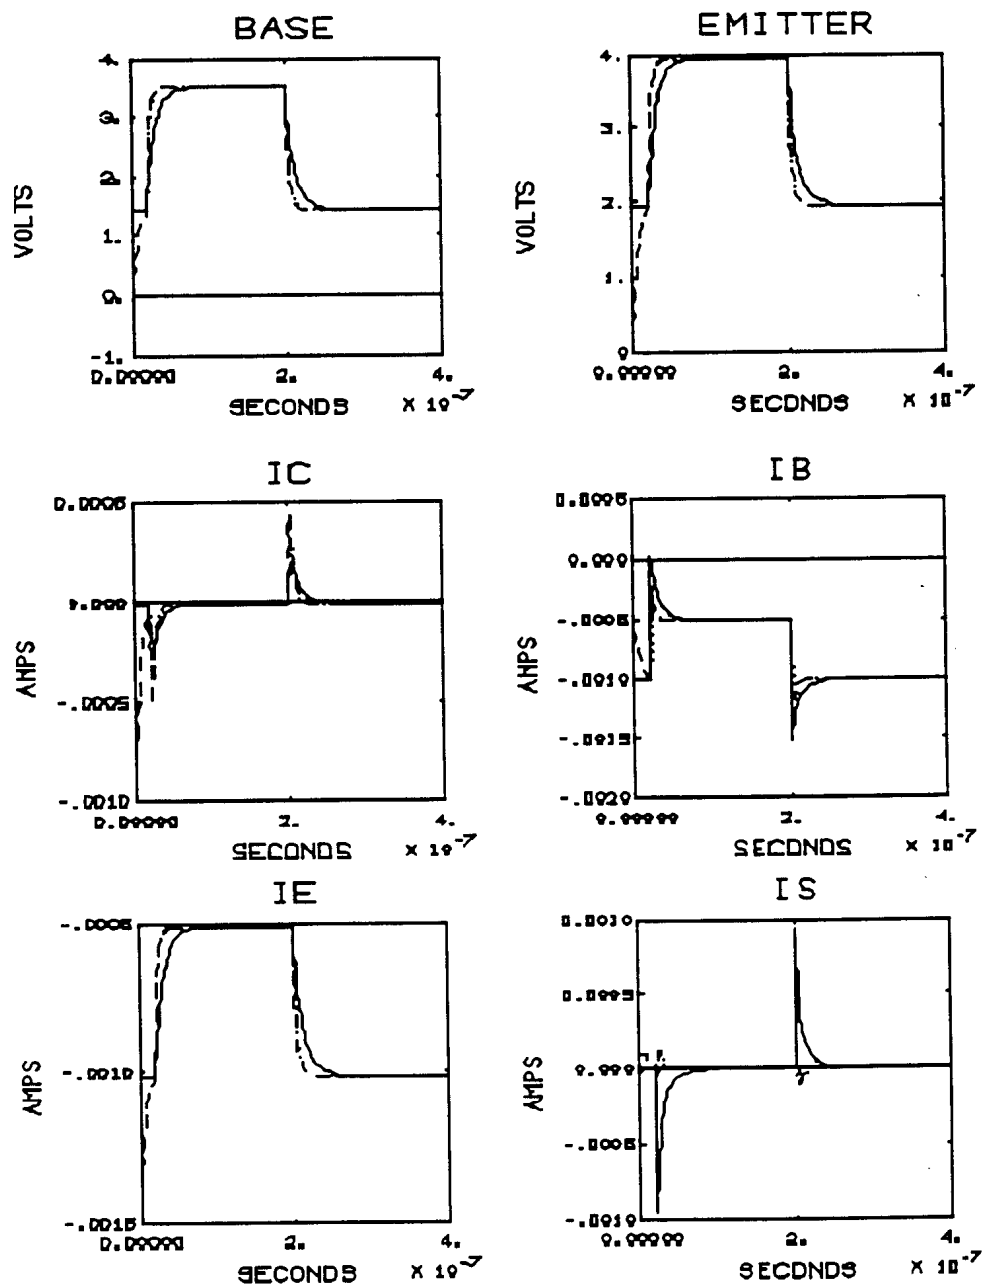 BASE
4.
3.
2.
1.
0.
-1.
VOLTS
0.00000
2.
4.
SECONDS
X 10-7
EMITTER
4.
3.
2.
1.
0
VOLTS
0.00000
2.
4.
SECONDS
X 10-7
IC
0.0005
0.000
-.0005
-.0010
AMPS
0.00000
2.
4.
SECONDS
X 10-7
IB
0.0005
0.000
-.0005
-.0010
-.0015
-.0020
AMPS
0.00000
2.
4.
SECONDS
X 10-7
IE
-.0005
-.0010
-.0015
AMPS
0.00000
2.
4.
SECONDS
X 10-7
IS
0.0010
0.0005
0.000
-.0005
-.0010
AMPS
0.00000
2.
4.
SECONDS
X 10-7